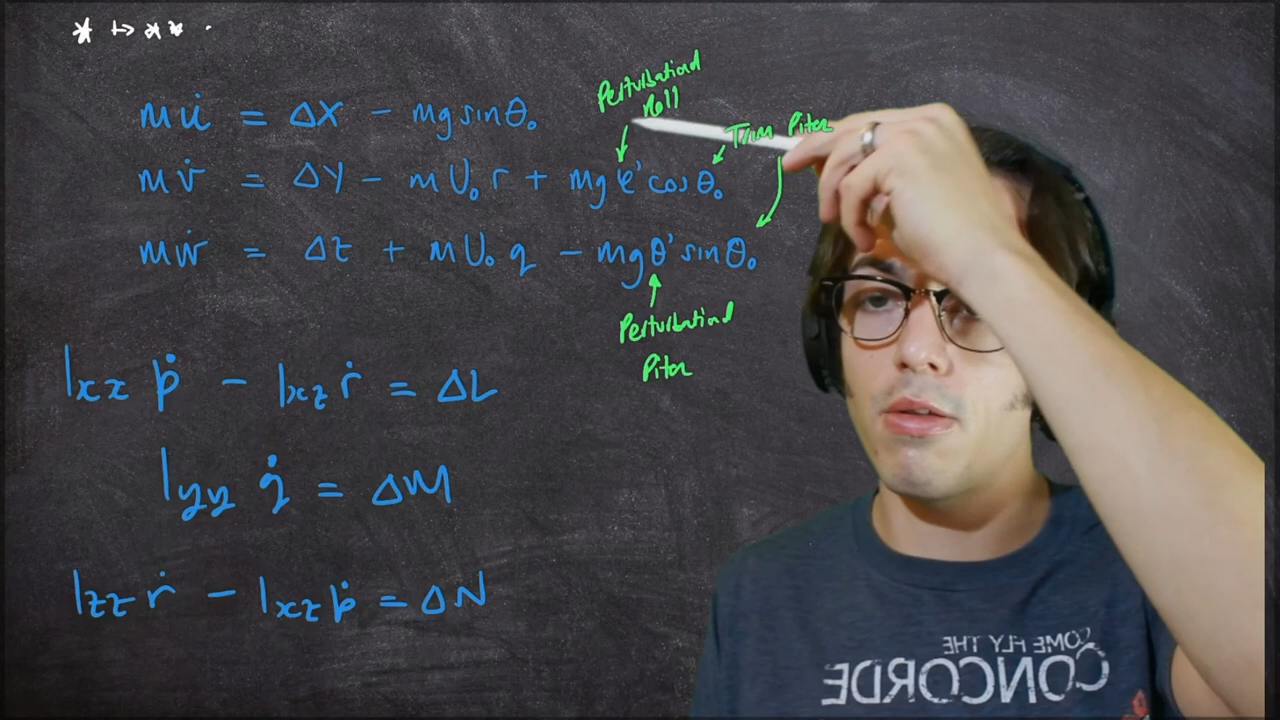 Perturbational
Roll
mu̇ = ΔX − mg sinθ₀
Trim Pitch
mv̇ = ΔY − mU₀r + mgφ'cosθ₀
mẇ = ΔZ + mU₀q − mgθ'sinθ₀
Perturbational
Pitch
Ixx ṗ − Ixz ṙ = ΔL
Iyy q̇ = ΔM
Izz ṙ − Ixz ṗ = ΔN
COME FLY THE
CONCORDE